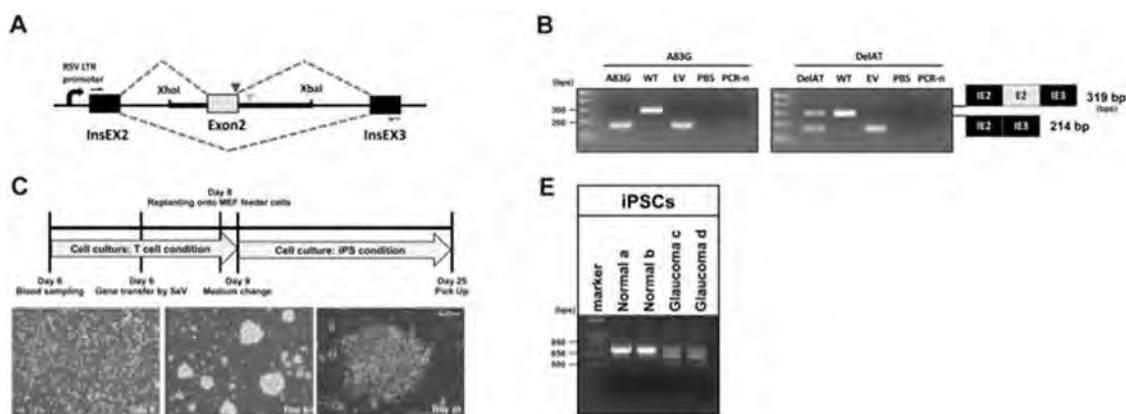 A
RSV LTR
promoter
XhoI
XbaI
InsEX2
Exon2
InsEX3
B
A83G
DelAT
(bps)
A83G WT EV PBS PCR-n
DelAT WT EV PBS PCR-n
300
200
IE2 E2 IE3 319 bp
(bps)
IE2 IE3 214 bp
C
Day 8
Replanting onto MEF feeder cells
Cell culture: T cell condition
Cell culture: iPS condition
Day 0
Blood sampling
Day 6
Gene transfer by SeV
Day 9
Medium change
Day 25
Pick Up
E
iPSCs
marker
Normal a
Normal b
Glaucoma c
Glaucoma d
(bps)